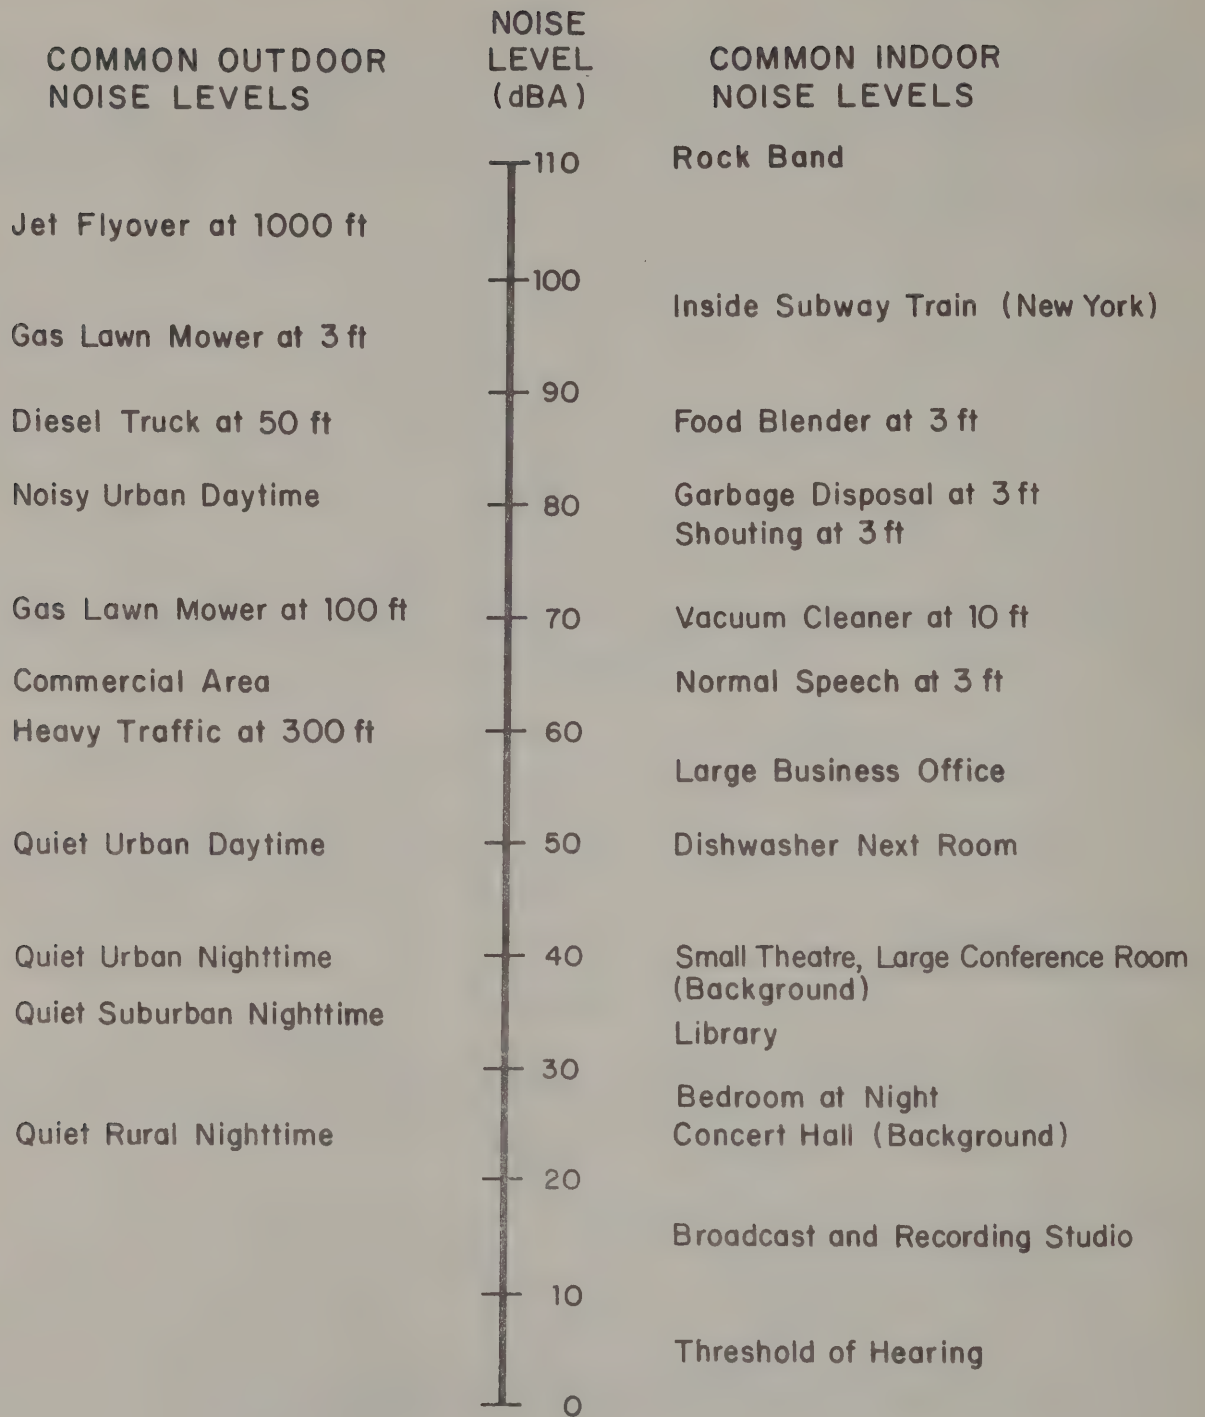 COMMON OUTDOOR
NOISE LEVELS
NOISE
LEVEL
(dBA)
COMMON INDOOR
NOISE LEVELS
110
Rock Band
Jet Flyover at 1000 ft
100
Inside Subway Train (New York)
Gas Lawn Mower at 3 ft
90
Diesel Truck at 50 ft
Food Blender at 3 ft
Noisy Urban Daytime
80
Garbage Disposal at 3 ft
Shouting at 3 ft
Gas Lawn Mower at 100 ft
70
Vacuum Cleaner at 10 ft
Commercial Area
Normal Speech at 3 ft
Heavy Traffic at 300 ft
60
Large Business Office
Quiet Urban Daytime
50
Dishwasher Next Room
Quiet Urban Nighttime
40
Small Theatre, Large Conference Room
(Background)
Quiet Suburban Nighttime
Library
30
Bedroom at Night
Quiet Rural Nighttime
Concert Hall (Background)
20
Broadcast and Recording Studio
10
Threshold of Hearing
0